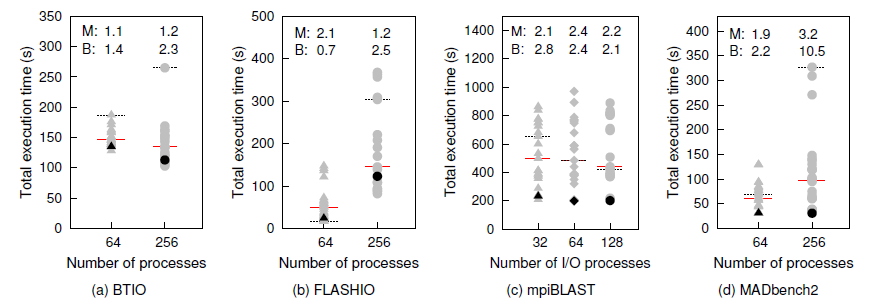 350
300
250
200
150
100
50
0
M: 1.1 1.2
B: 1.4 2.3
64 256
Total execution time (s)
Number of processes
(a) BTIO
500
400
300
200
100
0
M: 2.1 1.2
B: 0.7 2.5
64 256
Total execution time (s)
Number of processes
(b) FLASHIO
1400
1200
1000
800
600
400
200
0
M: 2.1 2.4 2.2
B: 2.8 2.4 2.1
32 64 128
Total execution time (s)
Number of I/O processes
(c) mpiBLAST
400
350
300
250
200
150
100
50
0
M: 1.9 3.2
B: 2.2 10.5
64 256
Total execution time (s)
Number of processes
(d) MADbench2